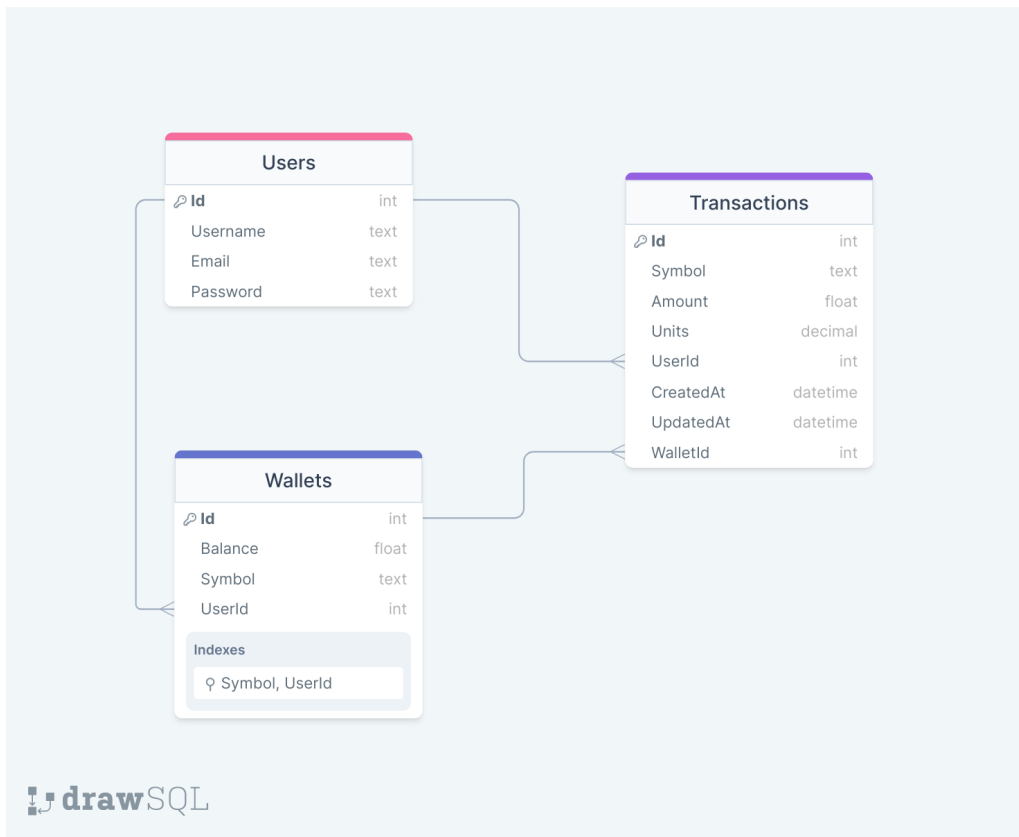 Users
Id int
Username text
Email text
Password text
Transactions
Id int
Symbol text
Amount float
Units decimal
UserId int
CreatedAt datetime
UpdatedAt datetime
WalletId int
Wallets
Id int
Balance float
Symbol text
UserId int
Indexes
Symbol, UserId
drawSQL